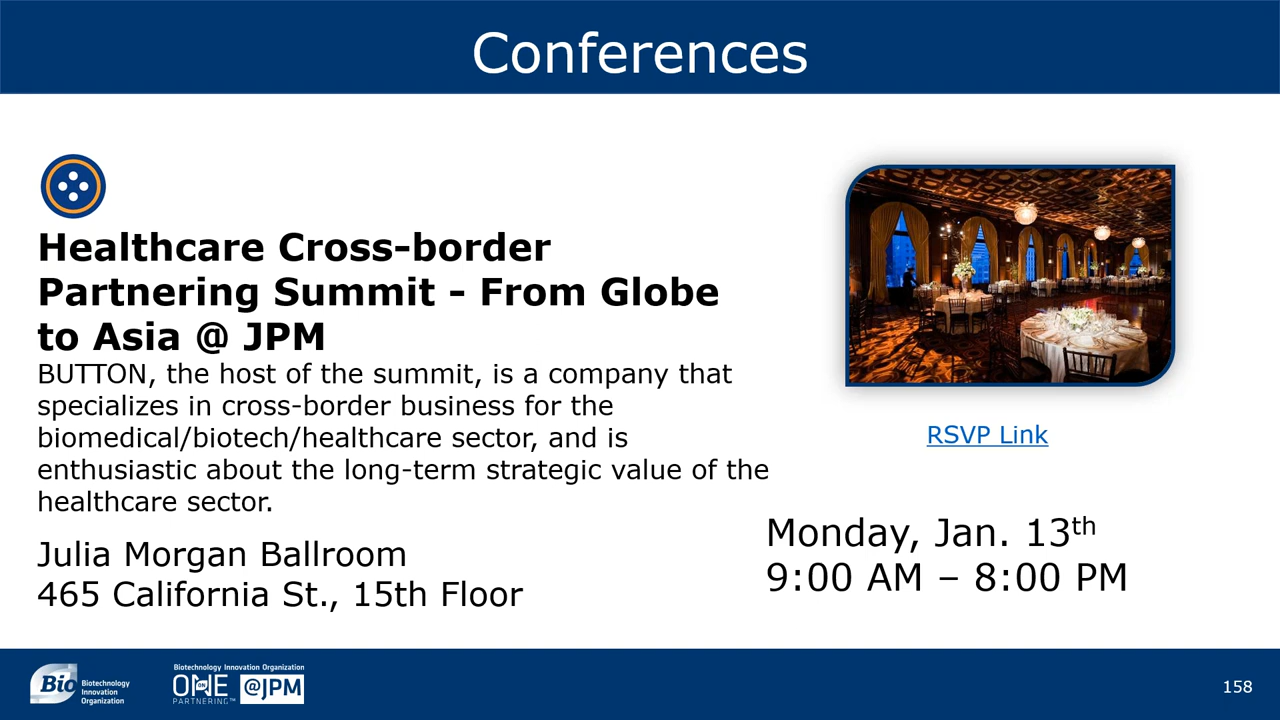 Conferences
Healthcare Cross-border
Partnering Summit - From Globe
to Asia @ JPM
BUTTON, the host of the summit, is a company that
specializes in cross-border business for the
biomedical/biotech/healthcare sector, and is
enthusiastic about the long-term strategic value of the
healthcare sector.
Julia Morgan Ballroom
465 California St., 15th Floor
RSVP Link
Monday, Jan. 13th
9:00 AM – 8:00 PM
Bio
Biotechnology
Innovation
Organization
Biotechnology Innovation Organization
ONE
ON
PARTNERING™
@JPM
158